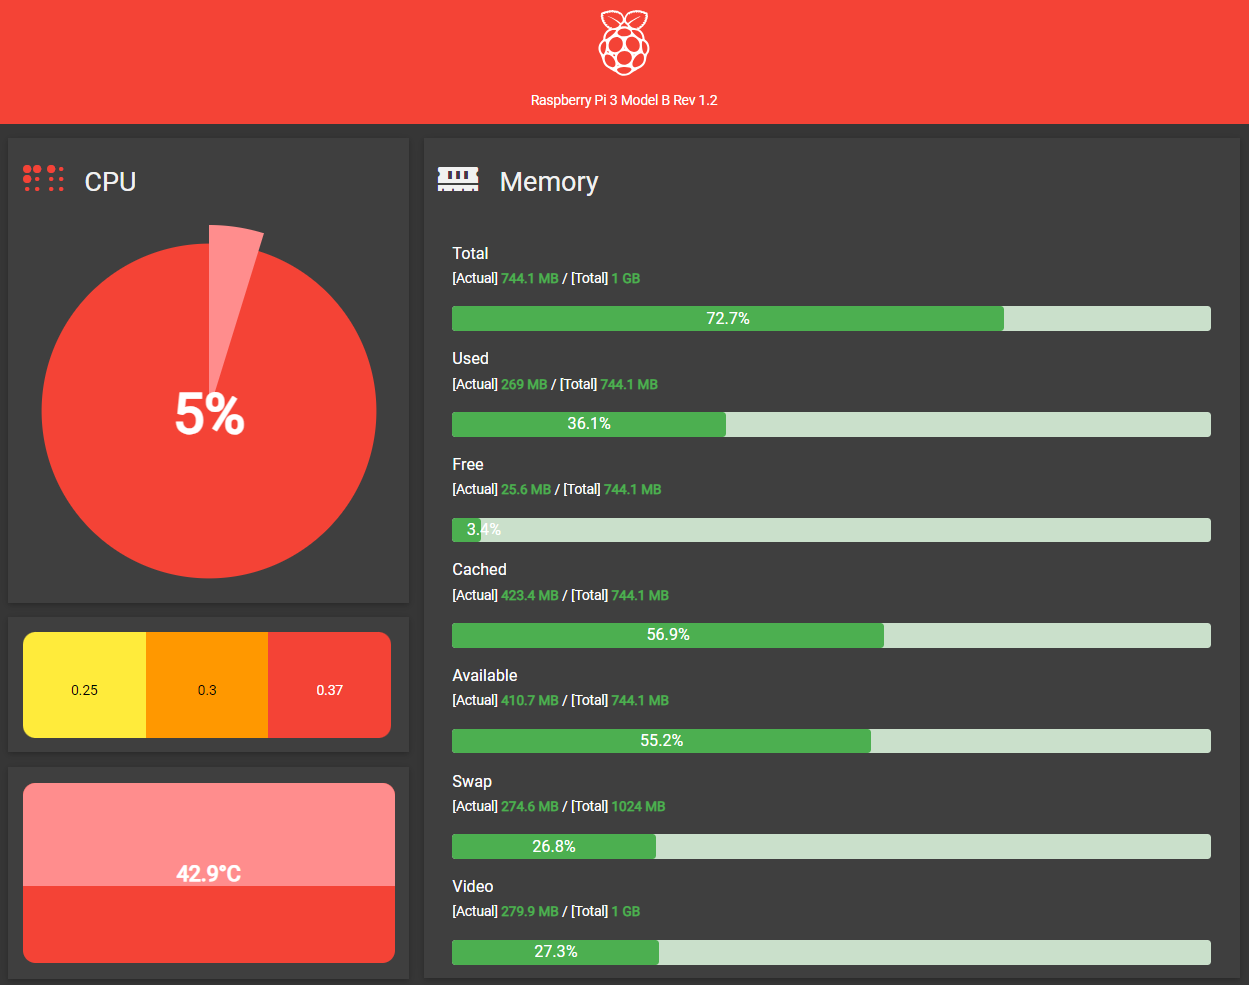 Raspberry Pi 3 Model B Rev 1.2
CPU
5%
0.25 0.3 0.37
42.9°C
Memory
Total
[Actual] 744.1 MB / [Total] 1 GB
72.7%
Used
[Actual] 269 MB / [Total] 744.1 MB
36.1%
Free
[Actual] 25.6 MB / [Total] 744.1 MB
3.4%
Cached
[Actual] 423.4 MB / [Total] 744.1 MB
56.9%
Available
[Actual] 410.7 MB / [Total] 744.1 MB
55.2%
Swap
[Actual] 274.6 MB / [Total] 1024 MB
26.8%
Video
[Actual] 279.9 MB / [Total] 1 GB
27.3%